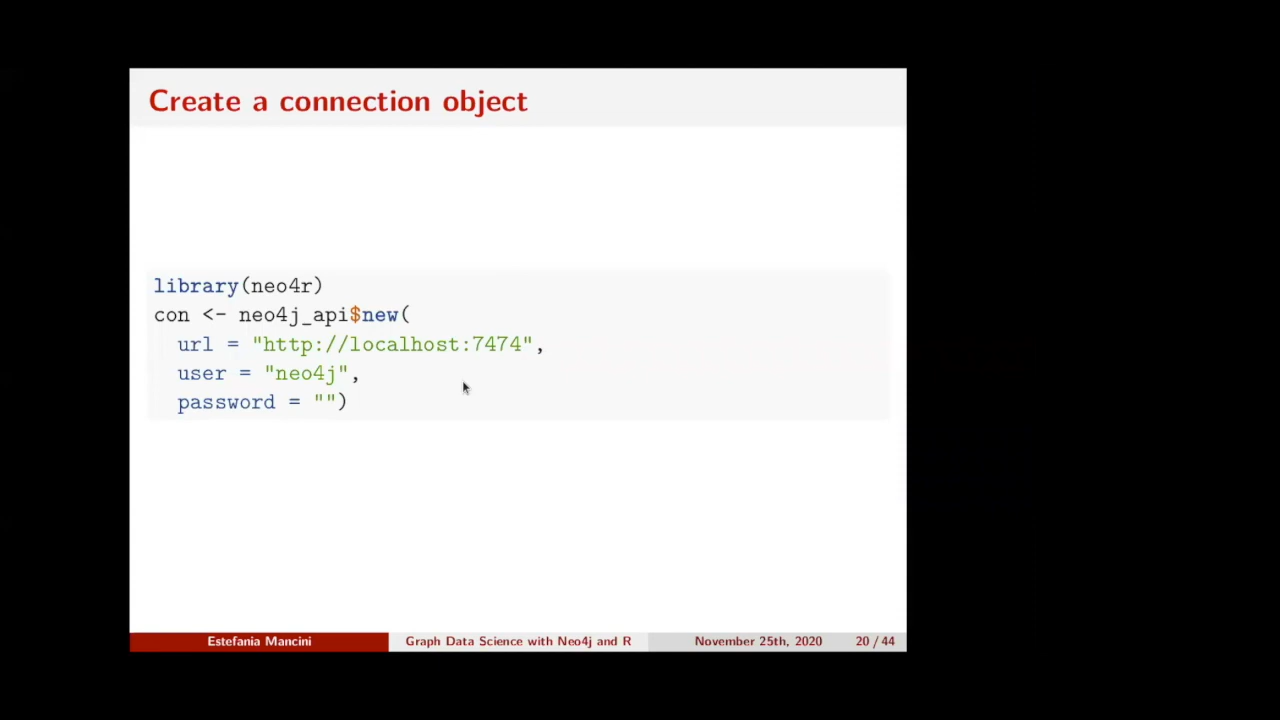 Create a connection object
library(neo4r)
con <- neo4j_api$new(
  url = "http://localhost:7474",
  user = "neo4j",
  password = "")
Estefania Mancini
Graph Data Science with Neo4j and R
November 25th, 2020
20 / 44